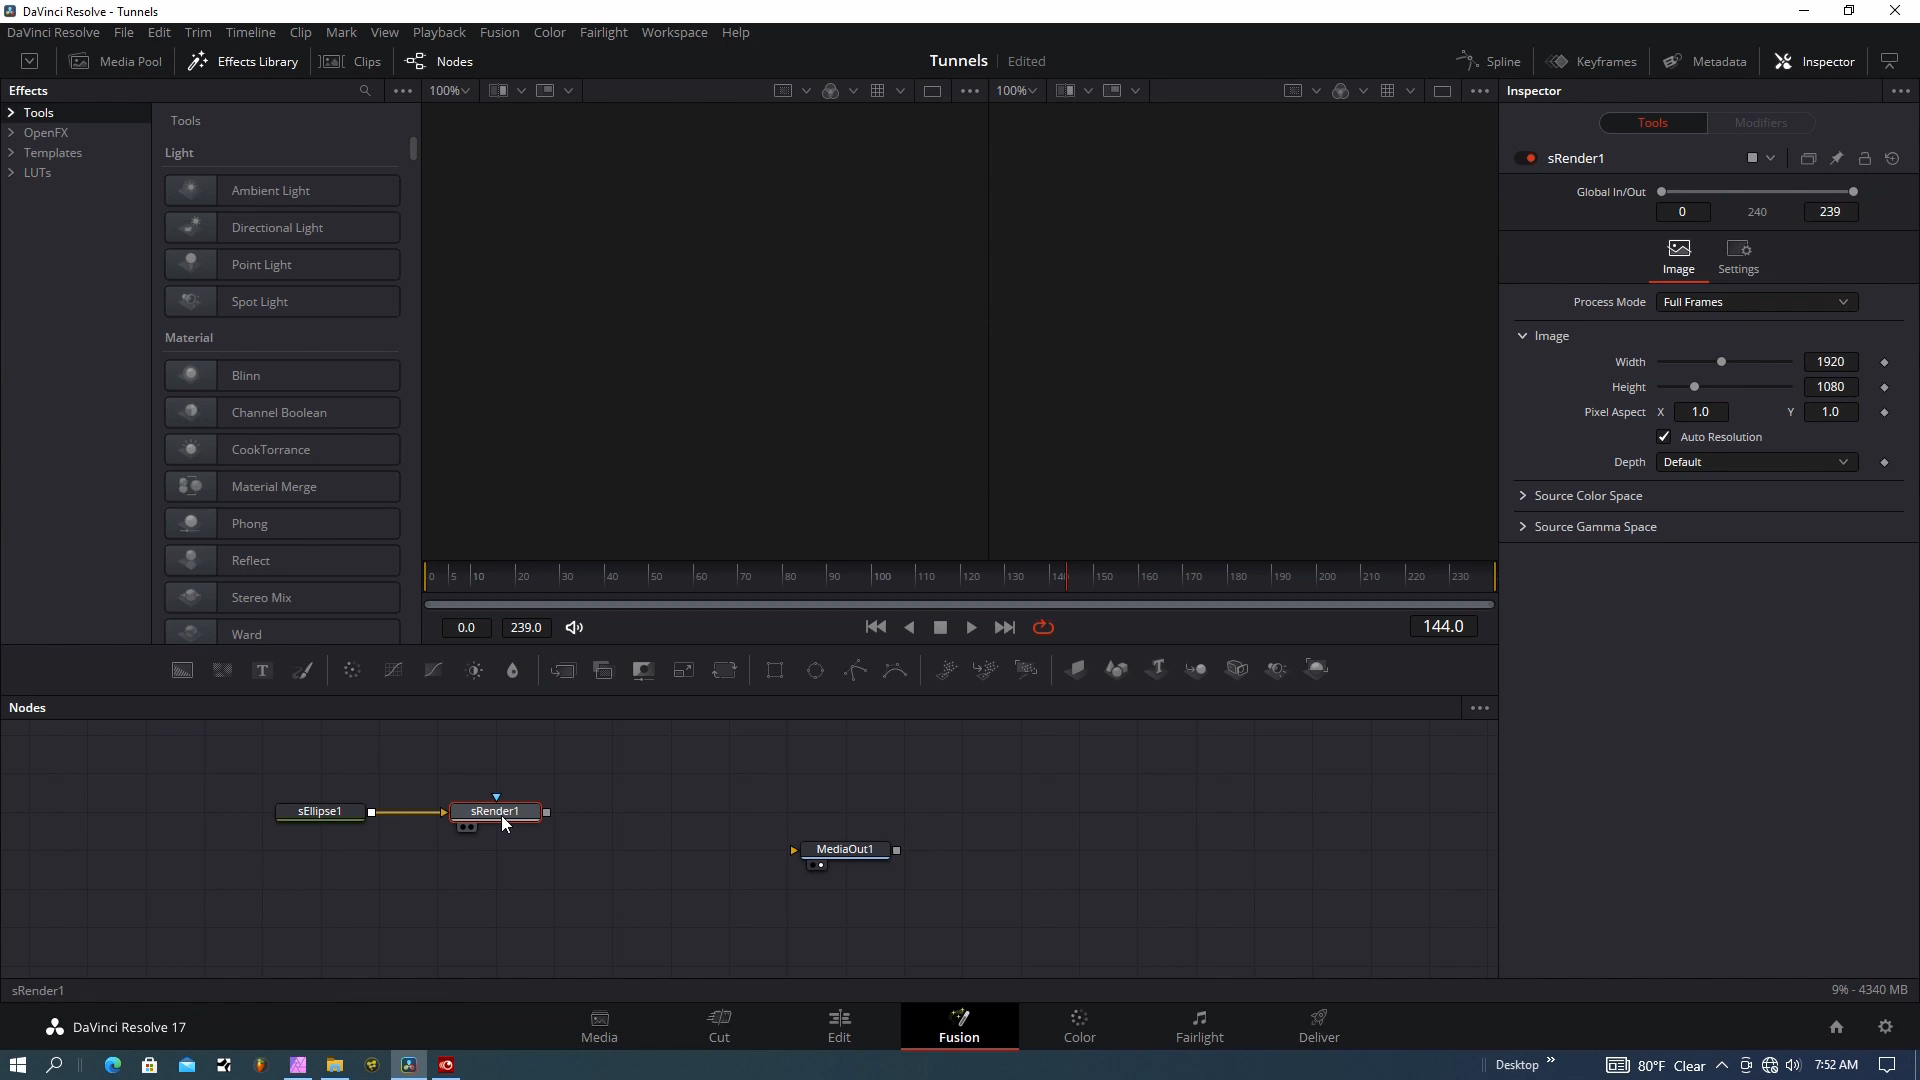 DaVinci Resolve - Tunnels
DaVinci Resolve File Edit Trim Timeline Clip Mark View Playback Fusion Color Fairlight Workspace Help
Media Pool Effects Library Clips Nodes Tunnels Edited Spline Keyframes Metadata Inspector
Effects 100% 100% Inspector
Tools
OpenFX
Templates
LUTs
Tools
Light
Ambient Light
Directional Light
Point Light
Spot Light
Material
Blinn
Channel Boolean
CookTorrance
Material Merge
Phong
Reflect
Stereo Mix
Ward
Tools Modifiers
sRender1
Global In/Out
0 240 239
Image Settings
Process Mode Full Frames
Image
Width 1920
Height 1080
Pixel Aspect X 1.0 Y 1.0
Auto Resolution
Depth Default
Source Color Space
Source Gamma Space
0 5 10 20 30 40 50 60 70 80 90 100 110 120 130 140 150 160 170 180 190 200 210 220 230
0.0 239.0 144.0
T T
Nodes
sEllipse1 sRender1
MediaOut1
sRender1 9% - 4340 MB
DaVinci Resolve 17 Media Cut Edit Fusion Color Fairlight Deliver
Desktop 80°F Clear 7:52 AM